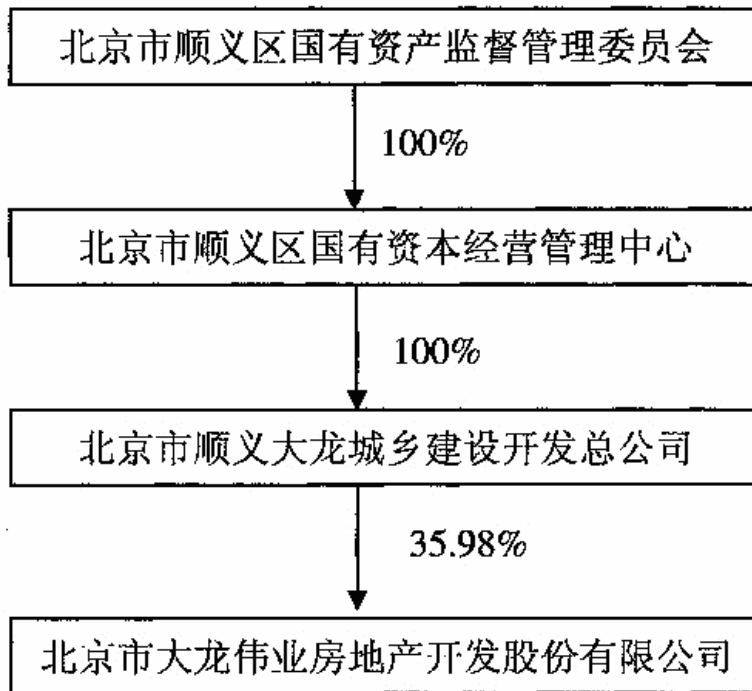 北京市顺义区国有资产监督管理委员会
100%
北京市顺义区国有资本经营管理中心
100%
北京市顺义大龙城乡建设开发总公司
35.98%
北京市大龙伟业房地产开发股份有限公司